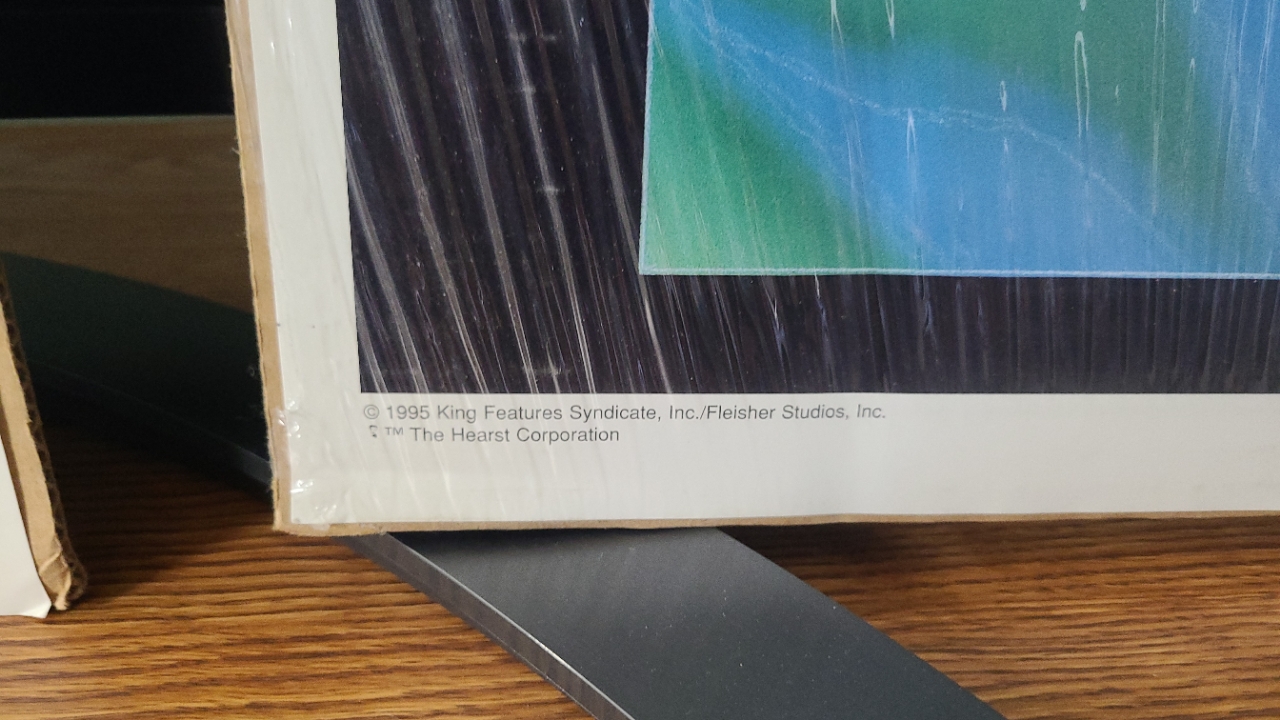 © 1995 King Features Syndicate, Inc./Fleisher Studios, Inc.
™ The Hearst Corporation